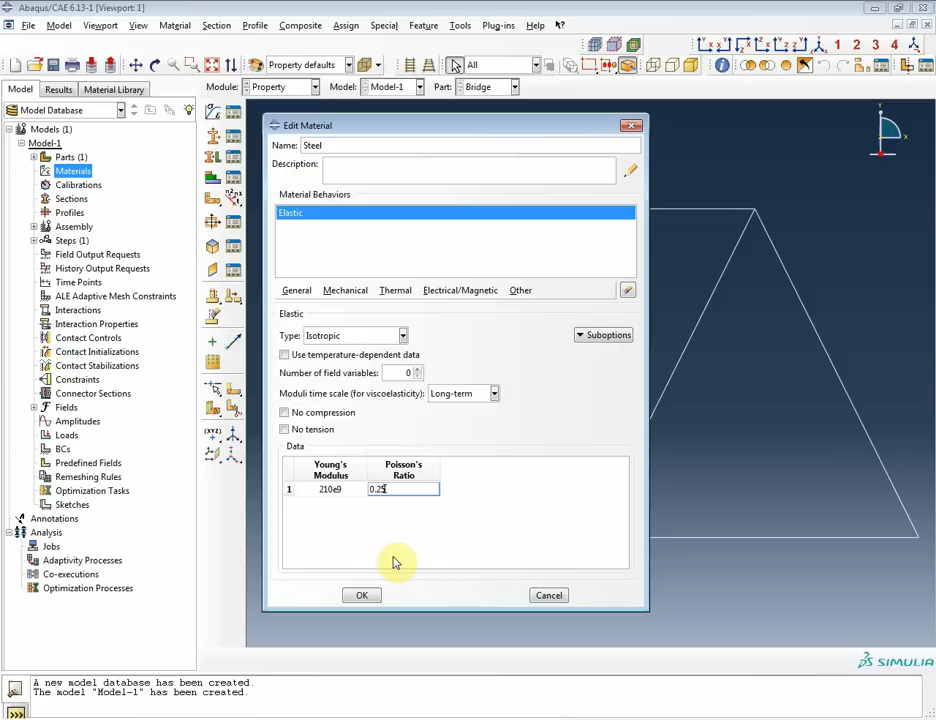 Abaqus/CAE 6.13-1 [Viewport: 1]
File Model Viewport View Material Section Profile Composite Assign Special Feature Tools Plug-ins Help
Property defaults All 1 2 3 4
Model Results Material Library
Module: Property Model: Model-1 Part: Bridge
Model Database
Models (1)
Model-1
Parts (1)
Materials
Calibrations
Sections
Profiles
Assembly
Steps (1)
Field Output Requests
History Output Requests
Time Points
ALE Adaptive Mesh Constraints
Interactions
Interaction Properties
Contact Controls
Contact Initializations
Contact Stabilizations
Constraints
Connector Sections
Fields
Amplitudes
Loads
BCs
Predefined Fields
Remeshing Rules
Optimization Tasks
Sketches
Annotations
Analysis
Jobs
Adaptivity Processes
Co-executions
Optimization Processes
Edit Material
Name: Steel
Description:
Material Behaviors
Elastic
General Mechanical Thermal Electrical/Magnetic Other
Elastic
Type: Isotropic Suboptions
Use temperature-dependent data
Number of field variables: 0
Moduli time scale (for viscoelasticity): Long-term
No compression
No tension
Data
Young's Modulus Poisson's Ratio
1 210e9 0.25
OK Cancel
Y
X
SIMULIA
A new model database has been created.
The model "Model-1" has been created.
>>>